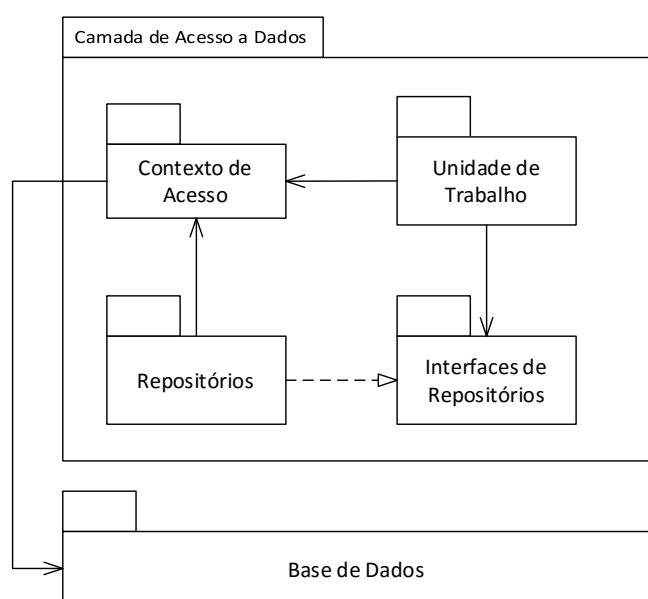 Camada de Acesso a Dados
Contexto de
Acesso
Unidade de
Trabalho
Repositórios
Interfaces de
Repositórios
Base de Dados